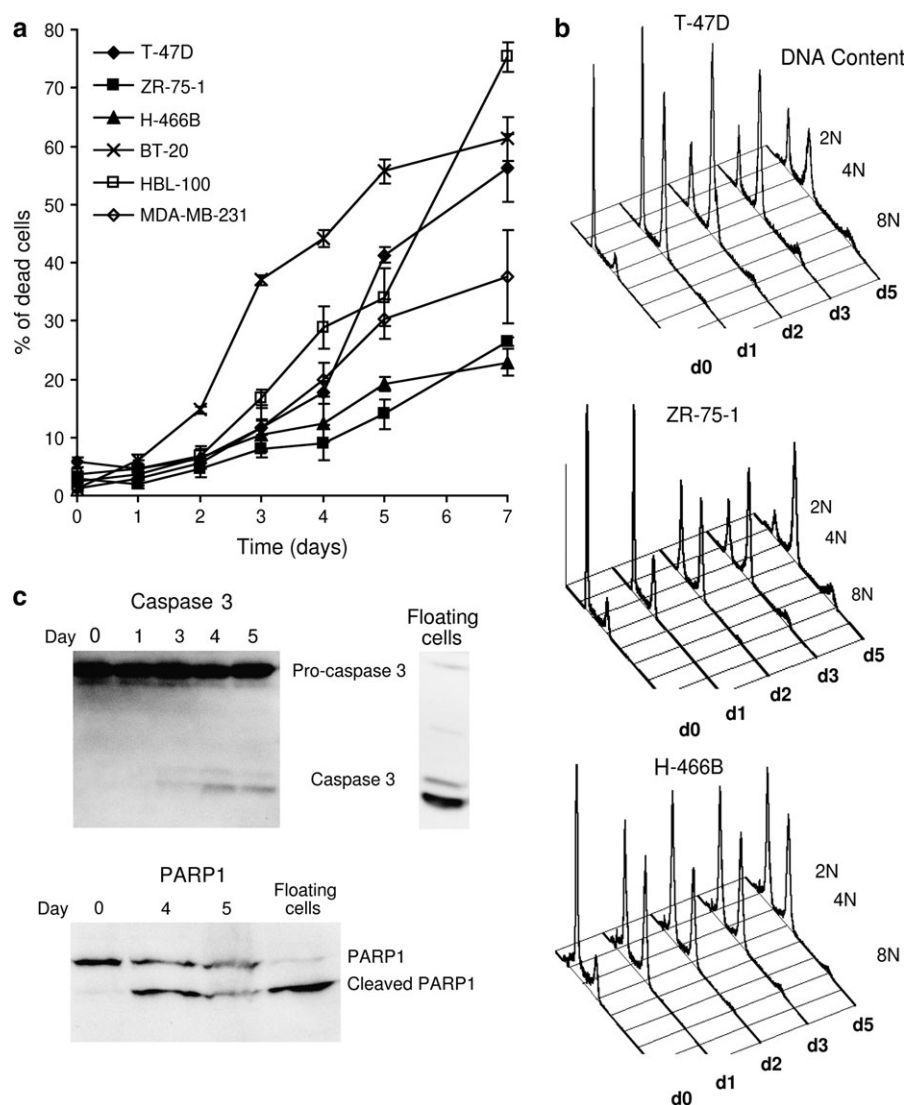 a
80
70
60
50
40
30
20
10
0
% of dead cells
T-47D
ZR-75-1
H-466B
BT-20
HBL-100
MDA-MB-231
0 1 2 3 4 5 7
Time (days)
b
T-47D
DNA Content
2N
4N
8N
d0 d1 d2 d3 d5
ZR-75-1
2N
4N
8N
d0 d1 d2 d3 d5
H-466B
2N
4N
8N
d0 d1 d2 d3 d5
c
Caspase 3
Day 0 1 3 4 5
Floating
cells
Pro-caspase 3
Caspase 3
PARP1
Day 0 4 5 Floating
cells
PARP1
Cleaved PARP1